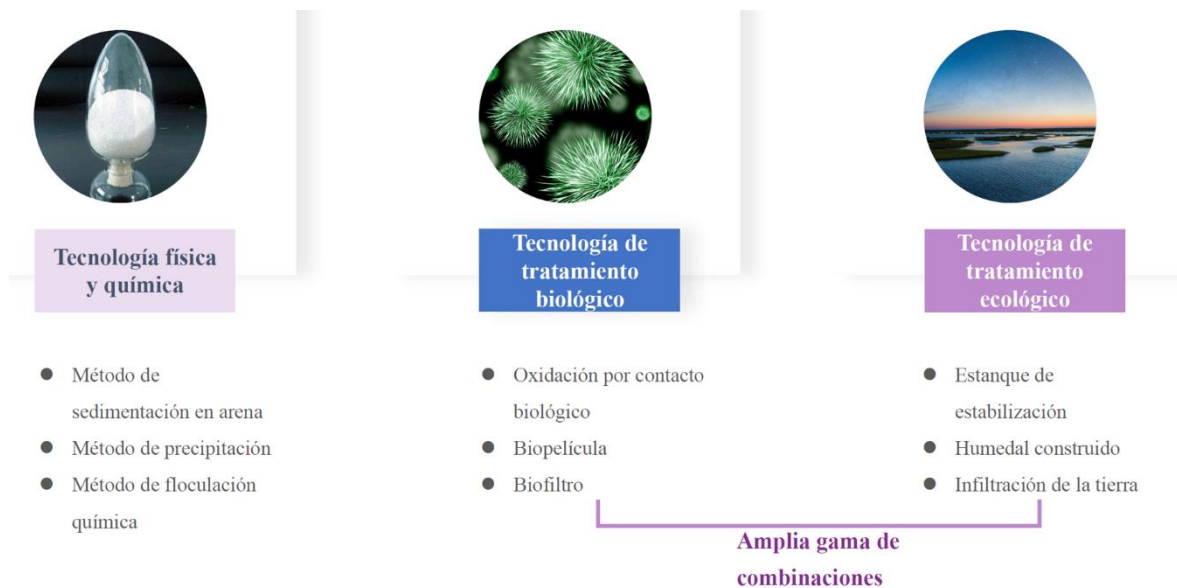 Tecnología física
y química
● Método de
sedimentación en arena
● Método de precipitación
● Método de floculación
química
Tecnología de
tratamiento
biológico
● Oxidación por contacto
biológico
● Biopelícula
● Biofiltro
Tecnología de
tratamiento
ecológico
● Estanque de
estabilización
● Humedal construido
● Infiltración de la tierra
Amplia gama de
combinaciones